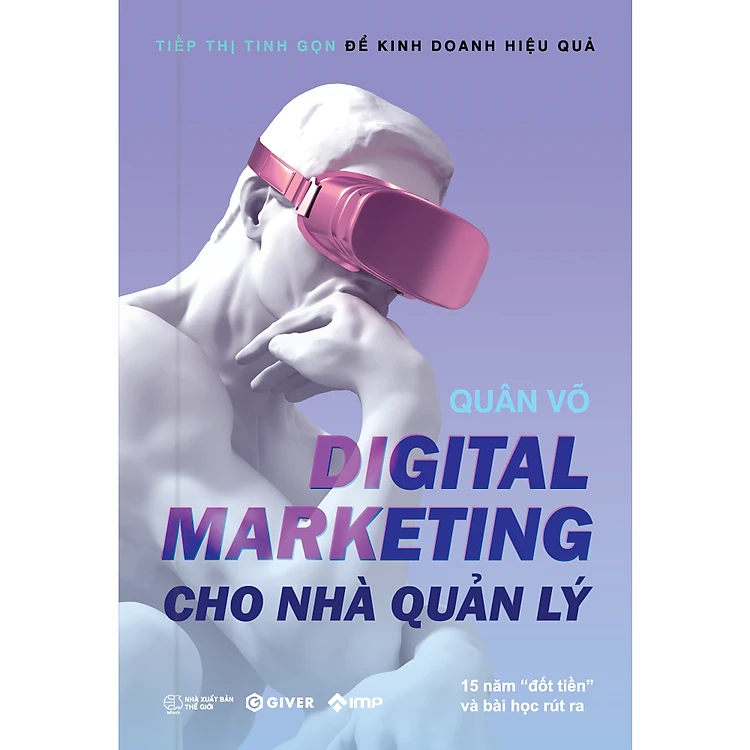 TIẾP THỊ TINH GỌN ĐỂ KINH DOANH HIỆU QUẢ
QUÂN VÕ
DIGITAL
MARKETING
CHO NHÀ QUẢN LÝ
15 năm “đốt tiền”
và bài học rút ra
NHÀ XUẤT BẢN
THẾ GIỚI
GIVER
IMP